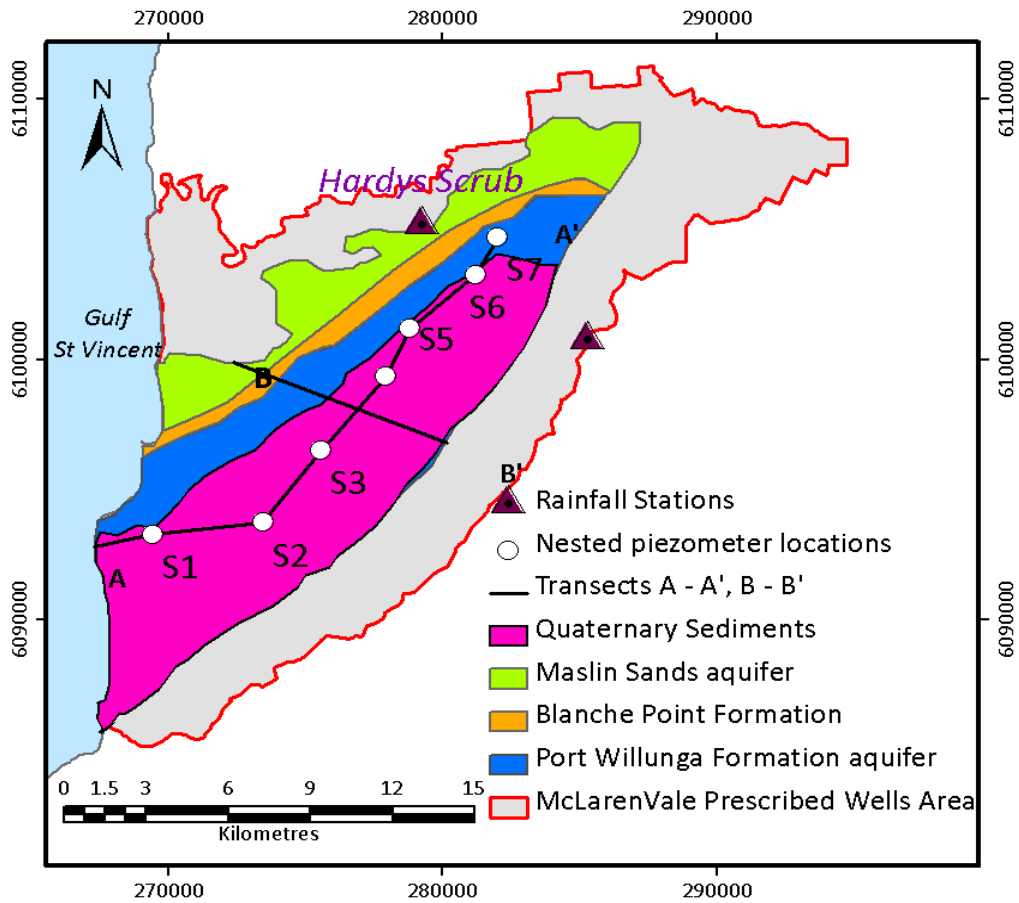 270000
280000
290000
6110000
6110000
N
Hardys Scrub
A'
S7
S6
Gulf
St Vincent
S5
6100000
6100000
B
B'
S3
Rainfall Stations
S2
Nested piezometer locations
S1
A
Transects A - A', B - B'
6090000
6090000
Quaternary Sediments
Maslin Sands aquifer
Blanche Point Formation
Port Willunga Formation aquifer
McLarenVale Prescribed Wells Area
0 1.5 3 6 9 12 15
Kilometres
270000
280000
290000